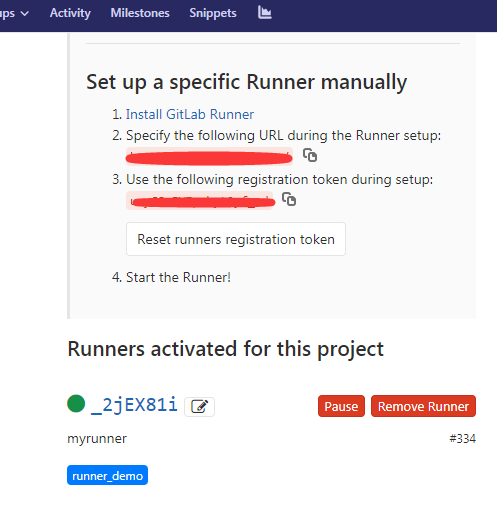 ups Activity Milestones Snippets
Set up a specific Runner manually
1. Install GitLab Runner
2. Specify the following URL during the Runner setup:
3. Use the following registration token during setup:
Reset runners registration token
4. Start the Runner!
Runners activated for this project
_2jEX81i Pause Remove Runner
myrunner #334
runner_demo